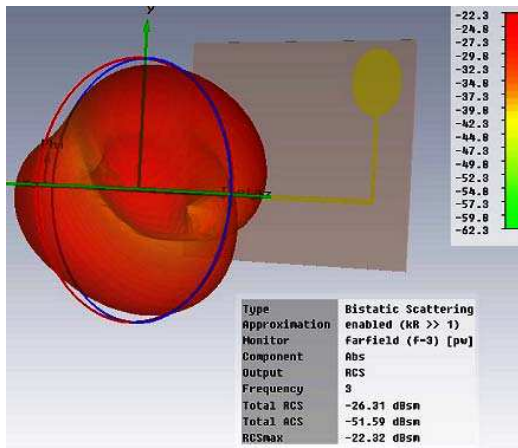 y
-22.3
-24.8
-27.3
-29.8
-32.3
-34.8
-37.3
-39.8
-42.3
-44.8
-47.3
-49.8
-52.3
-54.8
-57.3
-59.8
-62.3
Phi
Type Bistatic Scattering
Approximation enabled (kR >> 1)
Monitor farfield (f=3) [pw]
Component Abs
Output RCS
Frequency 3
Total RCS -26.31 dBsm
Total ACS -51.59 dBsm
RCSmax -22.32 dBsm